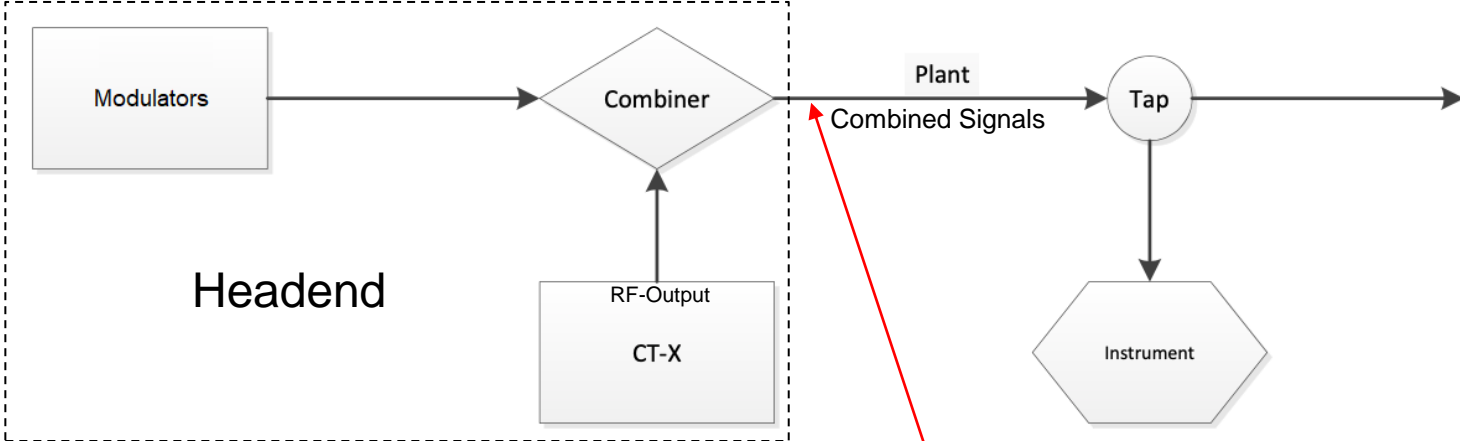 Modulators
Combiner
Plant
Combined Signals
Tap
Headend
RF-Output
CT-X
Instrument